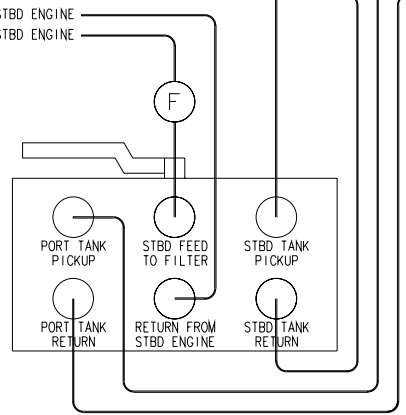 STBD ENGINE
STBD ENGINE
F
PORT TANK
PICKUP
STBD FEED
TO FILTER
STBD TANK
PICKUP
PORT TANK
RETURN
RETURN FROM
STBD ENGINE
STBD TANK
RETURN